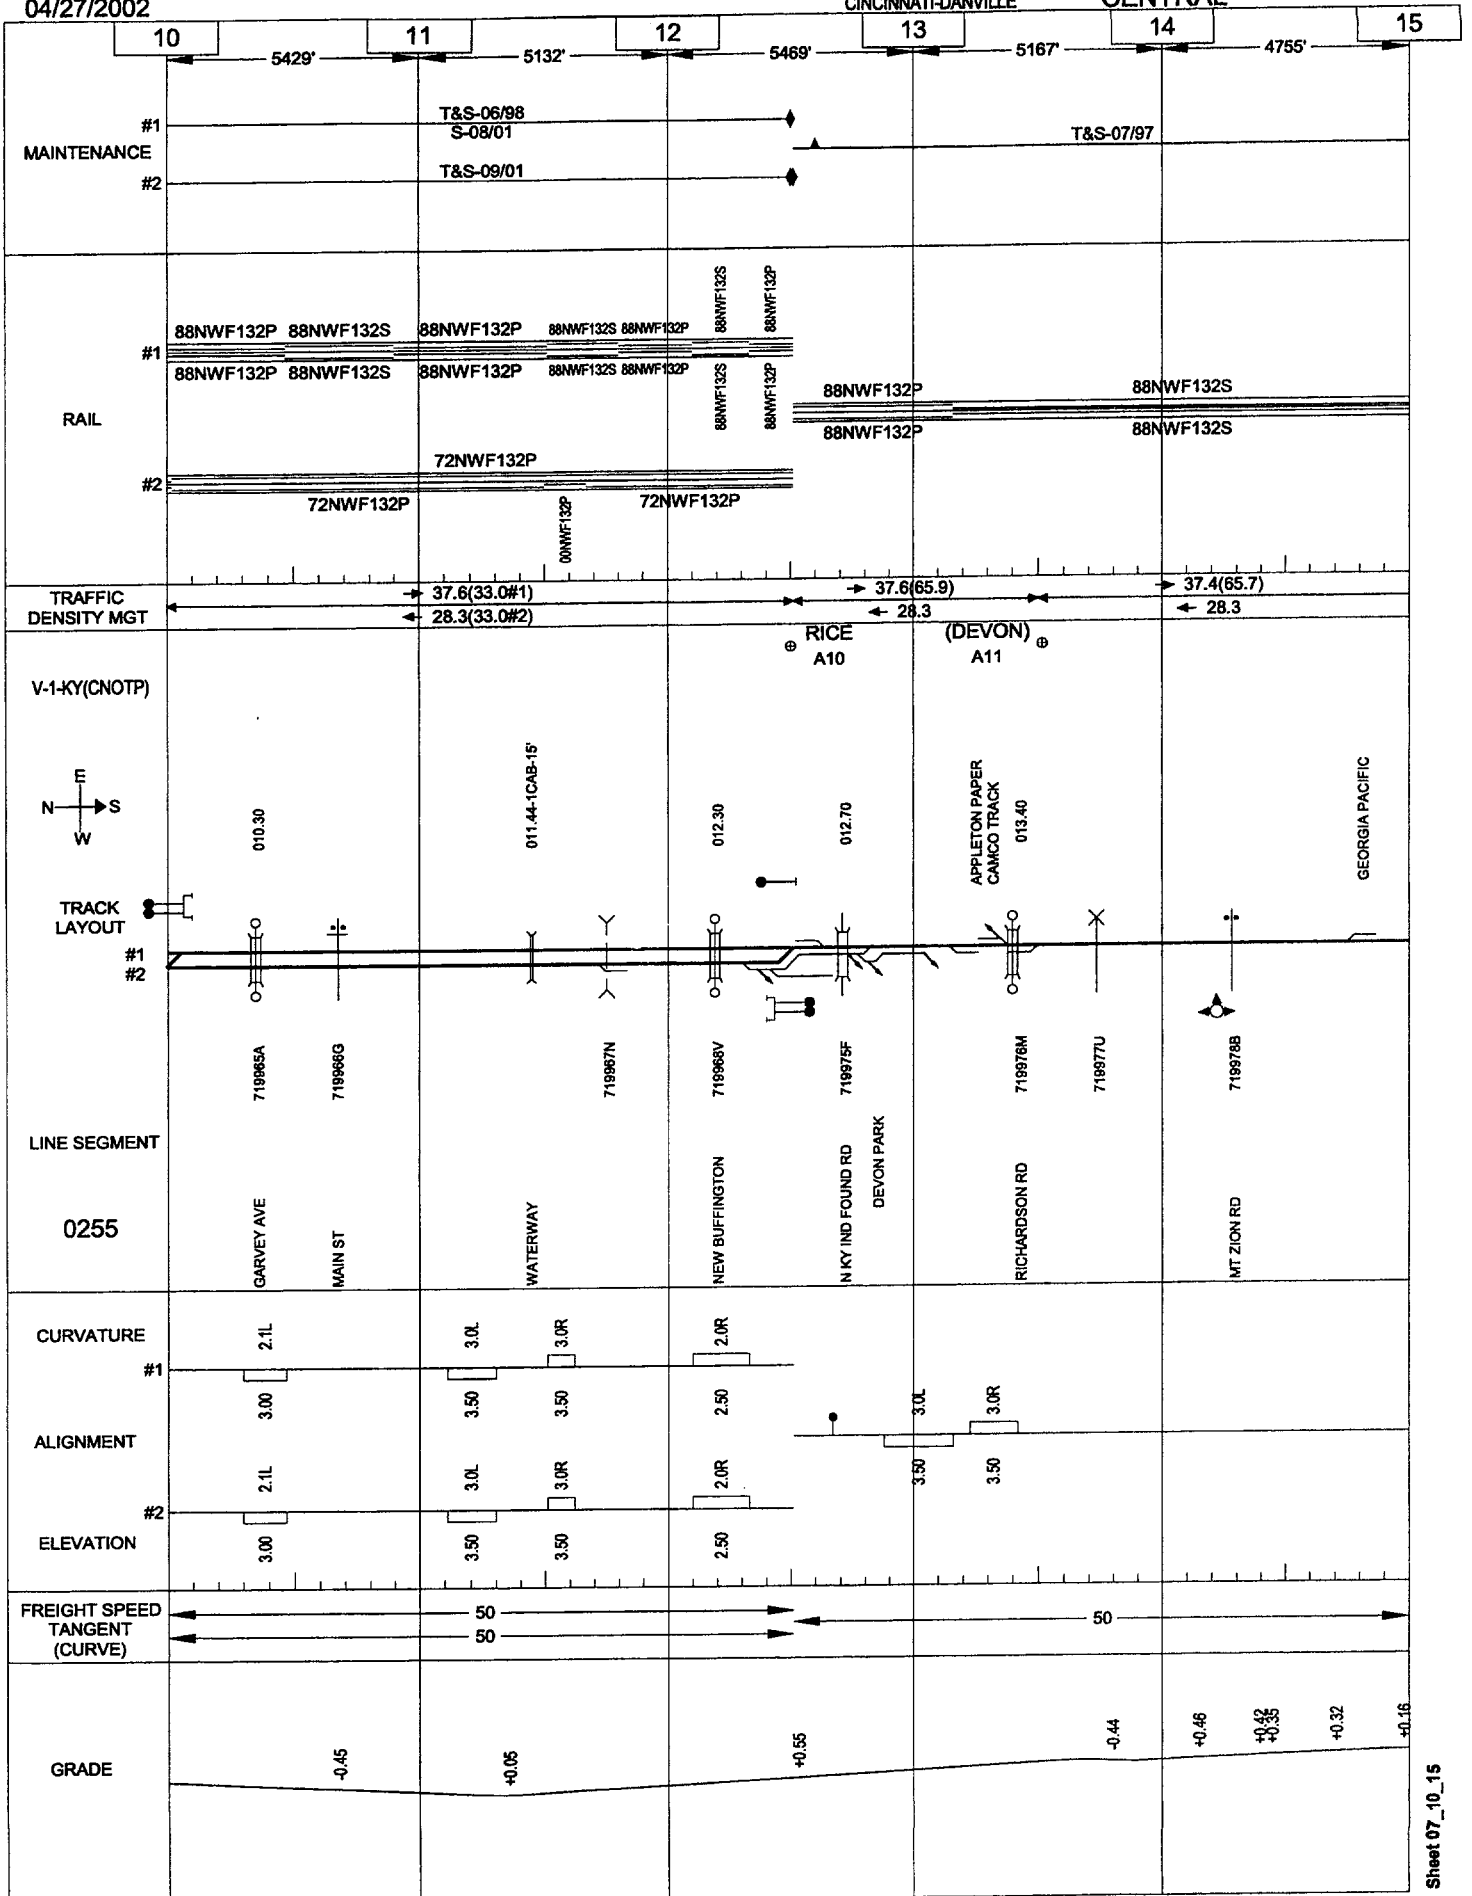 04/27/2002
CINCINNATI-DANVILLE
CENTRAL
10 11 12 13 14 15
5429' 5132' 5469' 5167' 4755'
MAINTENANCE
#1
T&S-06/98
S-08/01
T&S-07/97
#2
T&S-09/01
RAIL
88NWF132S 88NWF132P
88NWF132P 88NWF132S 88NWF132P 88NWF132S 88NWF132P
#1
88NWF132P 88NWF132S 88NWF132P 88NWF132S 88NWF132P
88NWF132S 88NWF132P
88NWF132P 88NWF132S
88NWF132P 88NWF132S
72NWF132P
#2
72NWF132P 72NWF132P
00NWF132P
TRAFFIC
DENSITY MGT
37.6(33.0#1) 37.6(65.9) 37.4(65.7)
28.3(33.0#2) 28.3 28.3
RICE
A10
(DEVON)
A11
V-1-KY(CNOTP)
E
N S
W
010.30
011.44-1CAB-15'
012.30
012.70
APPLETON PAPER
CAMCO TRACK
013.40
GEORGIA PACIFIC
TRACK
LAYOUT
#1
#2
719965A
719966G
719967N
719968V
719975F
719976M
719977U
719978B
LINE SEGMENT
0255
GARVEY AVE
MAIN ST
WATERWAY
NEW BUFFINGTON
N KY IND FOUND RD
DEVON PARK
RICHARDSON RD
MT ZION RD
CURVATURE
#1
2.1L 3.0L 3.0R 2.0R
3.00 3.50 3.50 2.50
3.0L 3.0R
3.50 3.50
ALIGNMENT
#2
2.1L 3.0L 3.0R 2.0R
3.00 3.50 3.50 2.50
ELEVATION
FREIGHT SPEED
TANGENT
(CURVE)
50
50
50
GRADE
-0.45 +0.05 +0.55 -0.44 +0.46 +0.42 +0.35 +0.32 +0.16
Sheet 07_10_15